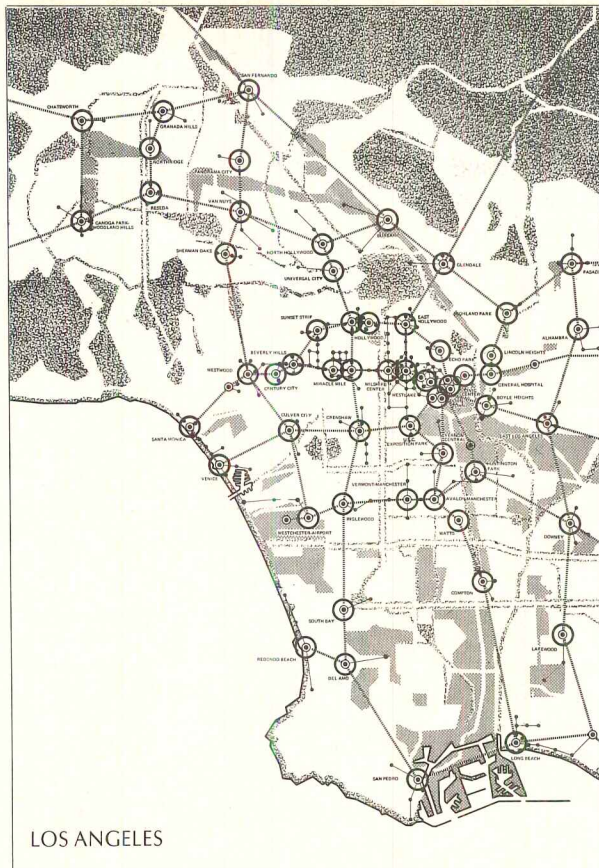 SAN FERNANDO
CHATSWORTH
GRANADA HILLS
NORTHRIDGE
PANORAMA CITY
RESEDA
VAN NUYS
CANOGA PARK-
WOODLAND HILLS
BURBANK
SHERMAN OAKS
NORTH HOLLYWOOD
UNIVERSAL CITY
GLENDALE
PASAD
SUNSET STRIP
HOLLYWOOD
EAST
HOLLYWOOD
HIGHLAND PARK
ALHAMBRA
ECHO PARK
LINCOLN HEIGHTS
BEVERLY HILLS
WESTWOOD
CENTURY CITY
MIRACLE MILE
WILSHIRE
CENTER
WESTLAKE
CENTER
GENERAL HOSPITAL
BOYLE HEIGHTS
CULVER CITY
CRENSHAW
U.S.C.
EXPOSITION PARK
CENTRAL
EAST LOS ANGELES
SANTA MONICA
VENICE
HUNTINGTON
PARK
VERMONT-MANCHESTER
AVALON-MANCHESTER
WESTCHESTER-AIRPORT
INGLEWOOD
WATTS
DOWNEY
COMPTON
SOUTH BAY
LAKEWOOD
REDONDO BEACH
DEL AMO
LONG BEACH
SAN PEDRO
LOS ANGELES